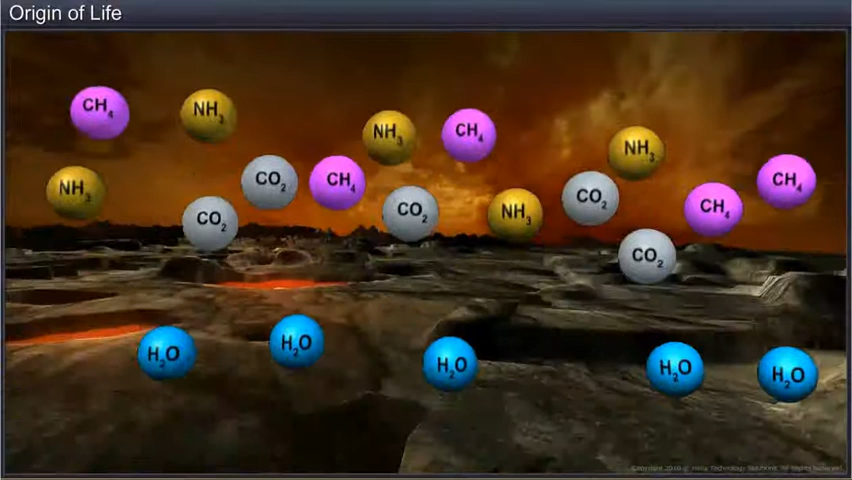 Origin of Life
CH₄
NH₃
NH₃
CH₄
NH₃
NH₃
CO₂
CH₄
CO₂
CO₂
NH₃
CO₂
CH₄
CH₄
CO₂
H₂O
H₂O
H₂O
H₂O
H₂O